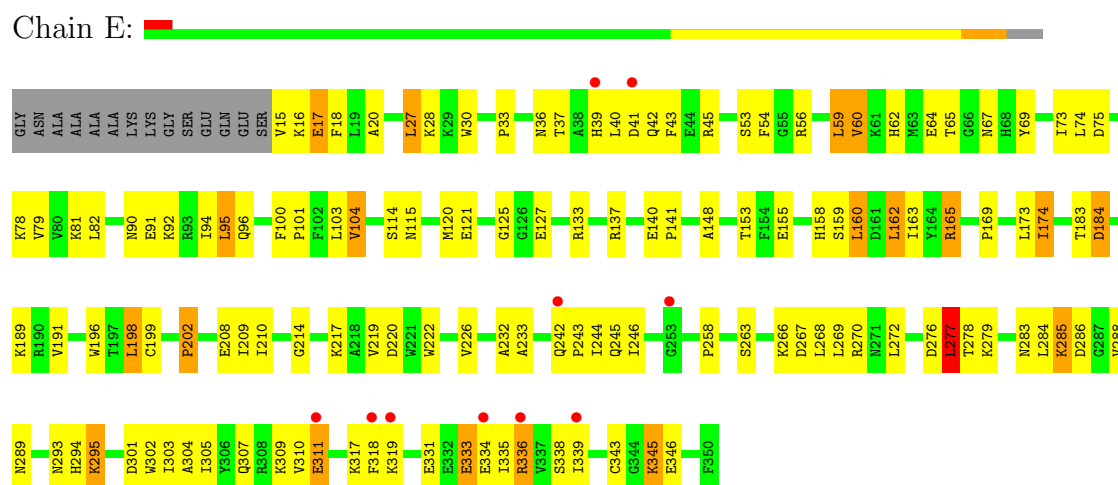 Chain E:
GLY ASN ALA ALA ALA ALA LYS LYS GLY SER GLU GLN GLU SER V15 K16 E17 F18 L19 A20 L27 K28 K29 W30 P33 N36 T37 A38 H39 L40 D41 Q42 F43 E44 R45 S53 F54 G55 R56 L59 V60 K61 H62 M63 E64 T65 G66 N67 H68 Y69 I73 L74 D75
K78 V79 V80 K81 L82 N90 E91 K92 R93 I94 L95 Q96 F100 P101 F102 L103 V104 S114 N115 M120 E121 G125 G126 E127 R133 R137 E140 P141 A148 T153 F154 E155 H158 S159 L160 D161 L162 I163 Y164 R165 P169 L173 I174 T183 D184
K189 R190 V191 W196 T197 L198 C199 P202 E208 I209 I210 G214 K217 A218 V219 D220 W221 W222 V226 A232 A233 Q242 P243 I244 Q245 I246 G253 P258 S263 K266 D267 L268 L269 R270 N271 L272 D276 L277 T278 K279 N283 L284 K285 D286 G287 V288
N289 N293 H294 K295 D301 W302 I303 A304 I305 Y306 Q307 R308 K309 V310 E311 K317 F318 K319 E331 E332 E333 E334 I335 R336 V337 S338 I339 C343 G344 K345 E346 F350